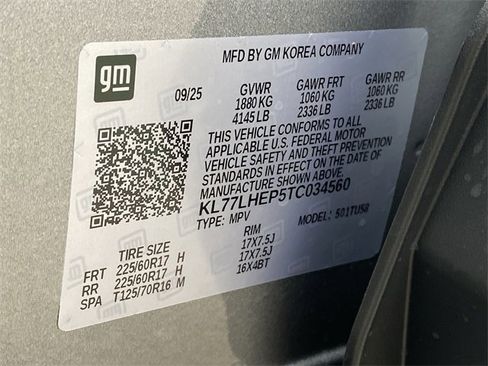 gm
MFD BY GM KOREA COMPANY
09/25
GVWR GAWR FRT GAWR RR
1880 KG 1060 KG 1060 KG
4145 LB 2336 LB 2336 LB
THIS VEHICLE CONFORMS TO ALL
APPLICABLE U.S. FEDERAL MOTOR
VEHICLE SAFETY AND THEFT PREVENTION
STANDARDS IN EFFECT ON THE DATE OF
MANUFACTURE SHOWN ABOVE.
KL77LHEP5TC034560
TYPE: MPV MODEL: 501TU58
TIRE SIZE RIM
FRT 225/60R17 H 17X7.5J
RR 225/60R17 H 17X7.5J
SPA T125/70R16 M 16X4BT